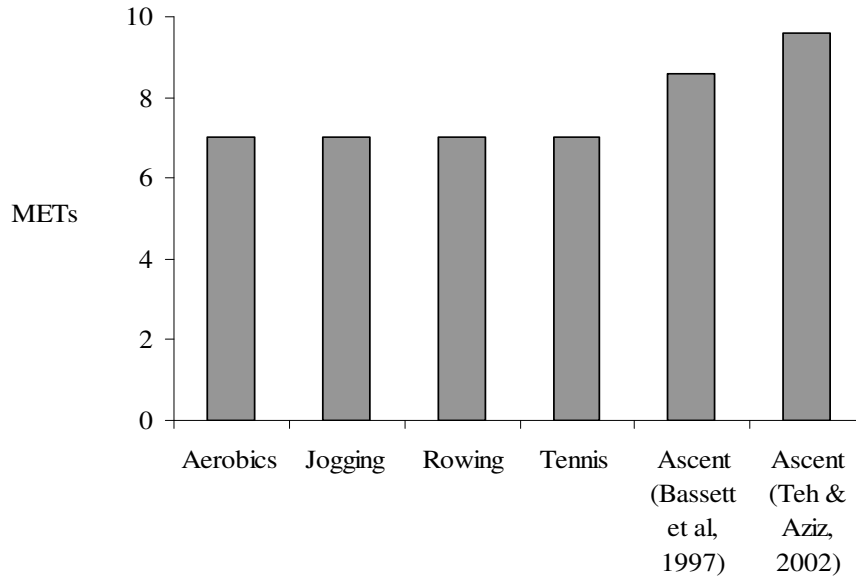 10
8
6
4
2
0
METs
Aerobics
Jogging
Rowing
Tennis
Ascent
(Bassett
et al,
1997)
Ascent
(Teh &
Aziz,
2002)